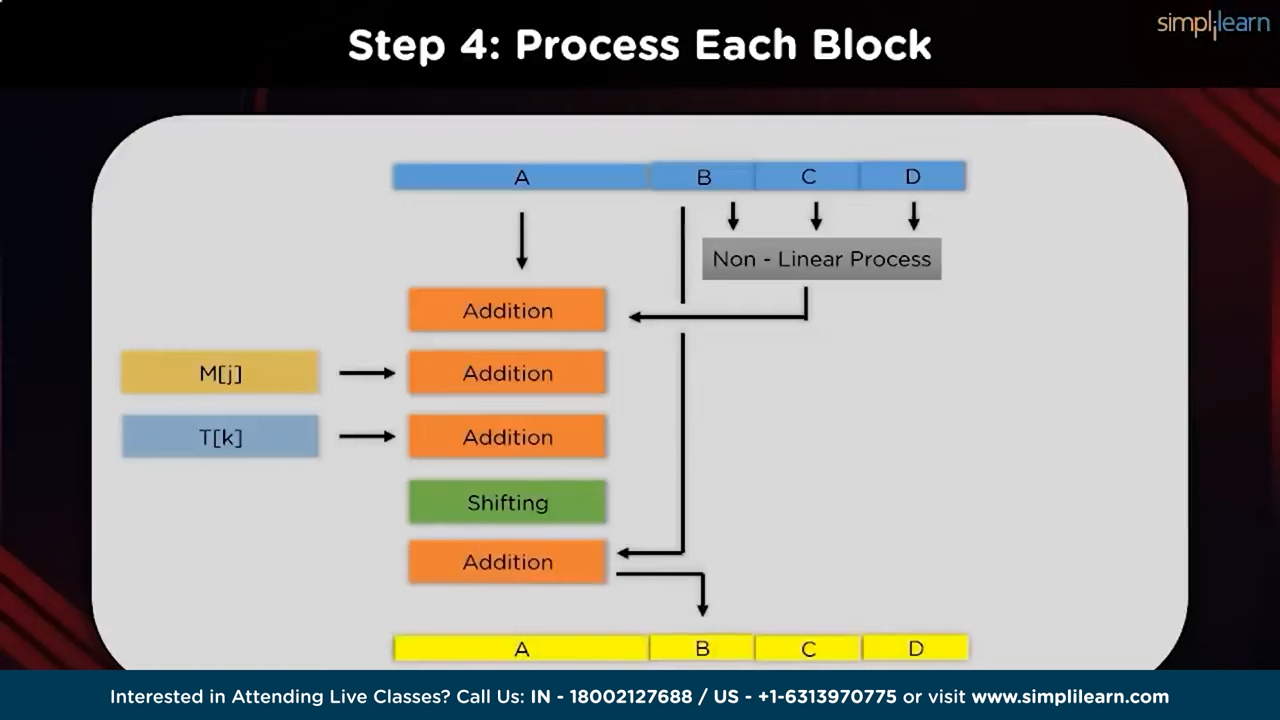 Step 4: Process Each Block
simplilearn
A B C D
Non - Linear Process
Addition
M[j] Addition
T[k] Addition
Shifting
Addition
A B C D
Interested in Attending Live Classes? Call Us: IN - 18002127688 / US - +1-6313970775 or visit www.simplilearn.com